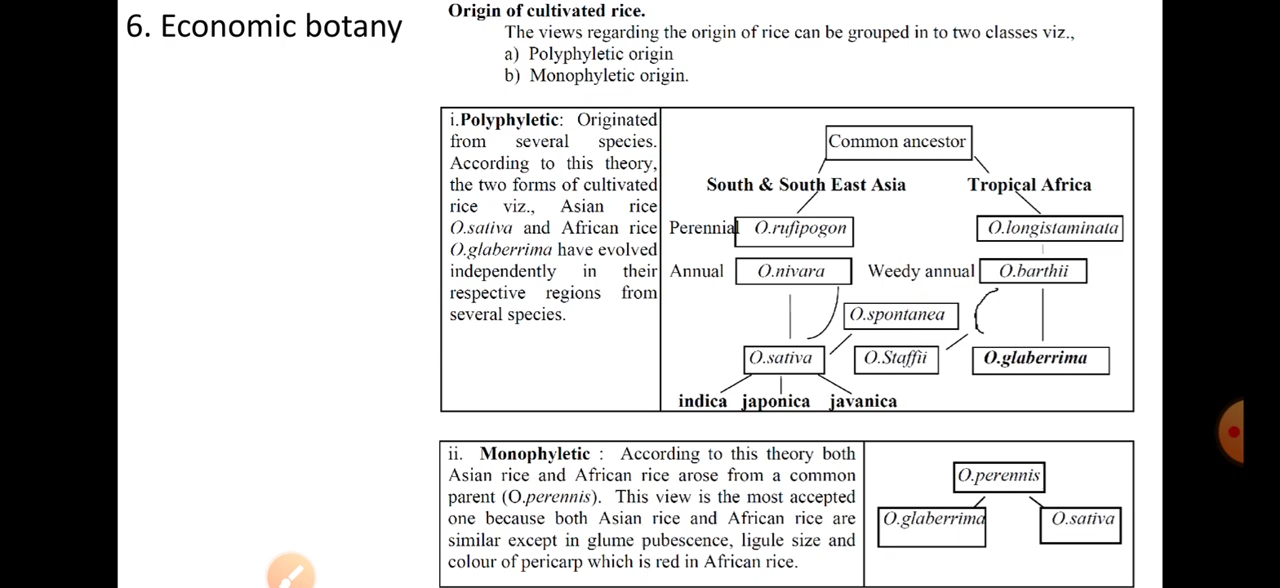 6. Economic botany
Origin of cultivated rice.
The views regarding the origin of rice can be grouped in to two classes viz.,
a) Polyphyletic origin
b) Monophyletic origin.
i.Polyphyletic: Originated
from several species.
According to this theory,
the two forms of cultivated
rice viz., Asian rice
O.sativa and African rice
O.glaberrima have evolved
independently in their
respective regions from
several species.
Common ancestor
South & South East Asia Tropical Africa
Perennial O.rufipogon O.longistaminata
Annual O.nivara Weedy annual O.barthii
O.spontanea
O.sativa O.Staffii O.glaberrima
indica japonica javanica
ii. Monophyletic : According to this theory both
Asian rice and African rice arose from a common
parent (O.perennis). This view is the most accepted
one because both Asian rice and African rice are
similar except in glume pubescence, ligule size and
colour of pericarp which is red in African rice.
O.perennis
O.glaberrima O.sativa